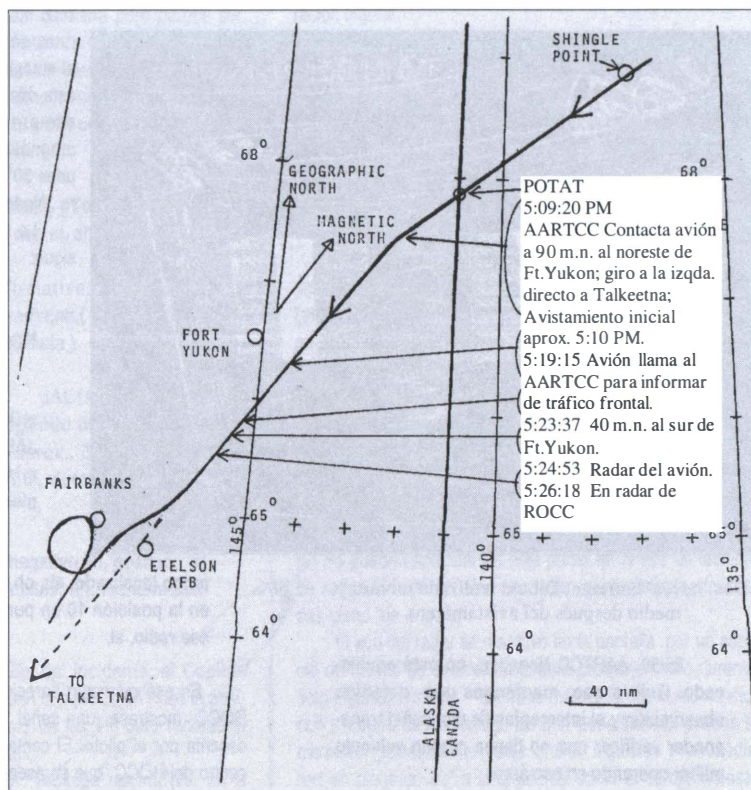 SHINGLE
POINT
68°
GEOGRAPHIC
NORTH
MAGNETIC
NORTH
68
POTAT
5:09:20 PM
AARTCC Contacta avión
a 90 m.n. al noreste de
Ft.Yukon; giro a la izqda.
directo a Talkeetna;
Avistamiento inicial
aprox. 5:10 PM.
5:19:15 Avión llama al
AARTCC para informar
de tráfico frontal.
5:23:37 40 m.n. al sur de
Ft.Yukon.
5:24:53 Radar del avión.
5:26:18 En radar de
ROCC
FORT
YUKON
FAIRBANKS
EIELSON
AFB
65°
145°
65
140°
135°
64°
64°
64°
TO
TALKEETNA
ALASKA
CANADA
40 nm